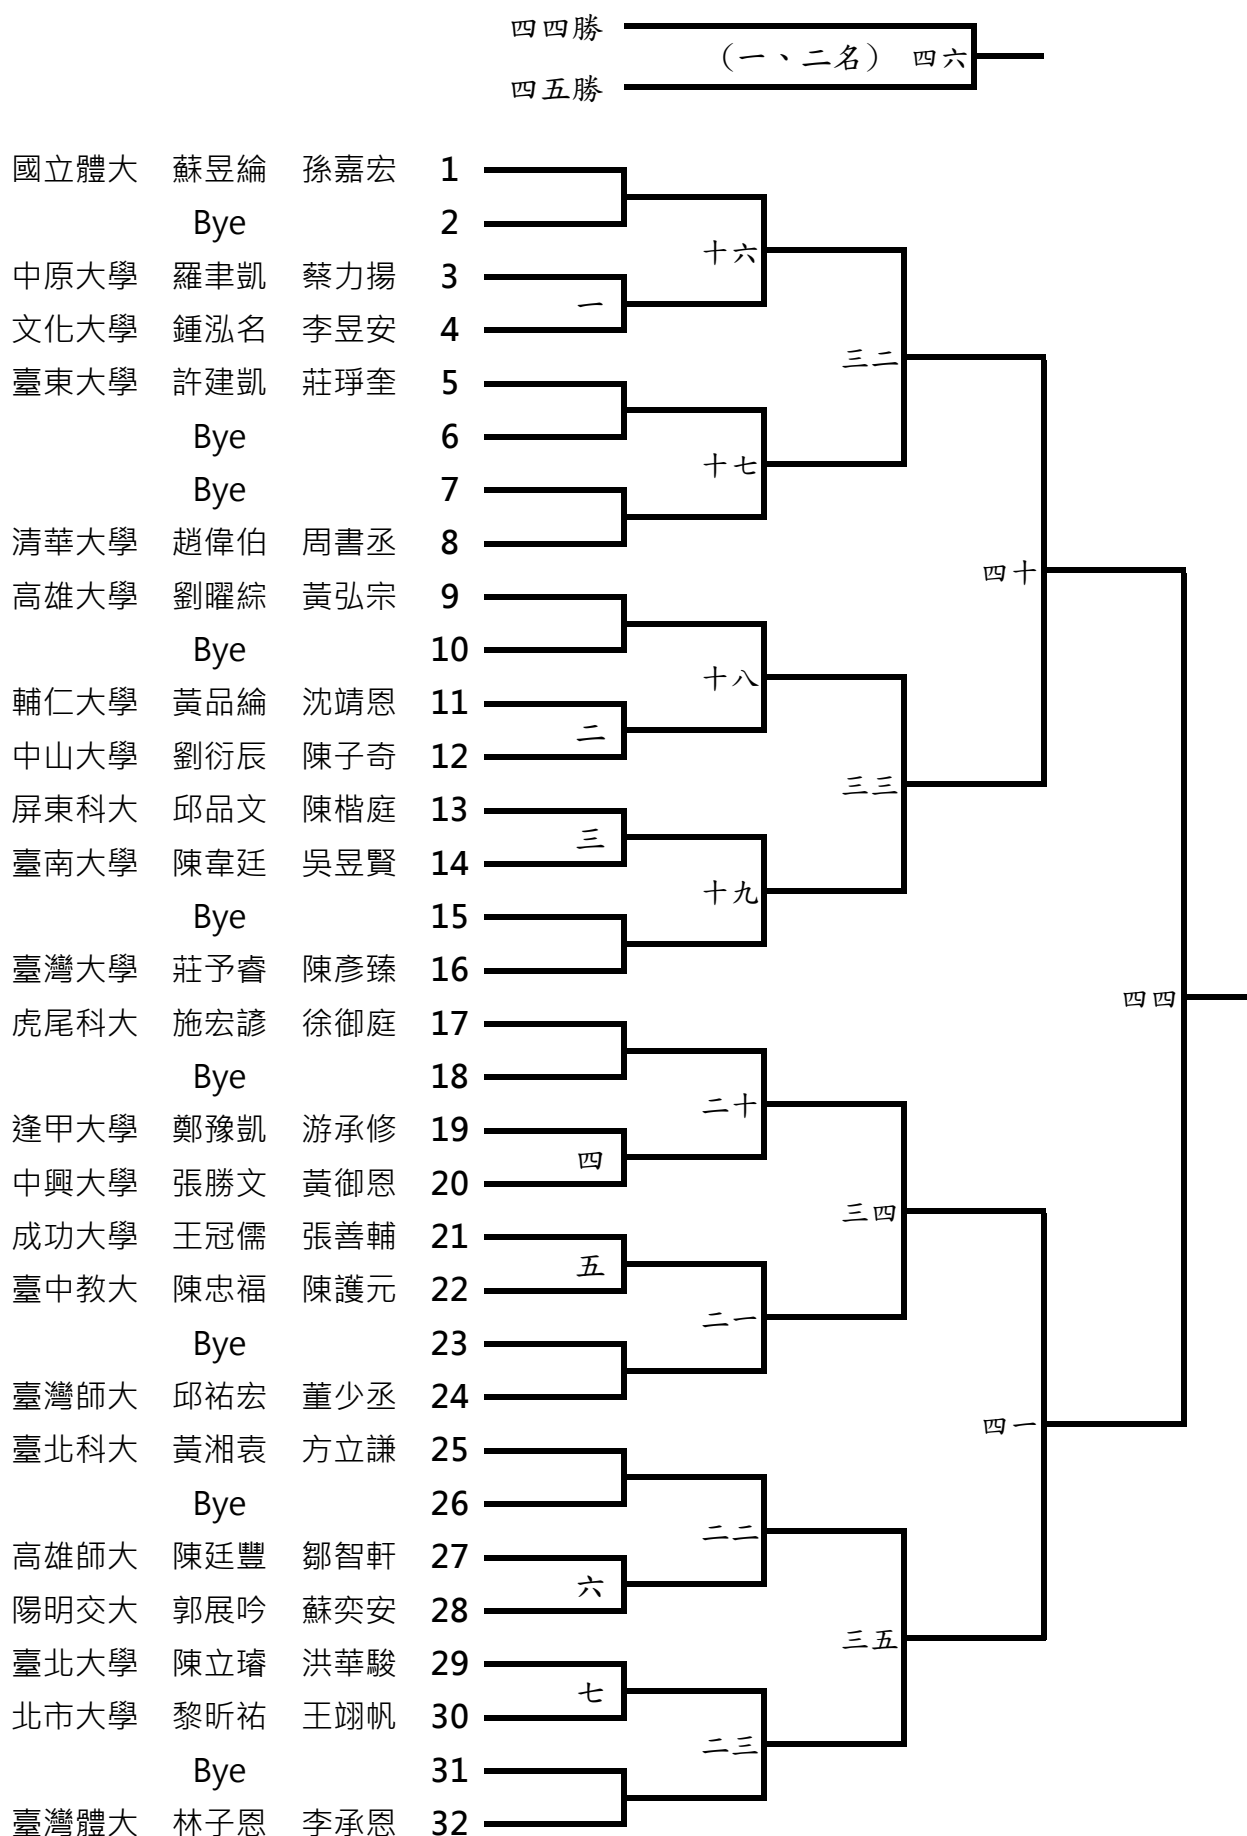 四四勝
(一、二名) 四六
四五勝
國立體大 蘇昱綸 孫嘉宏 1
Bye 2
十六
中原大學 羅聿凱 蔡力揚 3
一
文化大學 鍾泓名 李昱安 4
三二
臺東大學 許建凱 莊琤奎 5
Bye 6
十七
Bye 7
清華大學 趙偉伯 周書丞 8
四十
高雄大學 劉曜綜 黃弘宗 9
Bye 10
十八
輔仁大學 黃品綸 沈靖恩 11
二
中山大學 劉衍辰 陳子奇 12
三三
屏東科大 邱品文 陳楷庭 13
三
臺南大學 陳韋廷 吳昱賢 14
十九
Bye 15
臺灣大學 莊予睿 陳彥臻 16
四四
虎尾科大 施宏諺 徐御庭 17
Bye 18
二十
逢甲大學 鄭豫凱 游承修 19
四
中興大學 張勝文 黃御恩 20
三四
成功大學 王冠儒 張善輔 21
五
臺中教大 陳忠福 陳護元 22
二一
Bye 23
臺灣師大 邱祐宏 董少丞 24
四一
臺北科大 黃湘袁 方立謙 25
Bye 26
二二
高雄師大 陳廷豐 鄒智軒 27
六
陽明交大 郭展吟 蘇奕安 28
三五
臺北大學 陳立璿 洪華駿 29
七
北市大學 黎昕祐 王翊帆 30
二三
Bye 31
臺灣體大 林子恩 李承恩 32